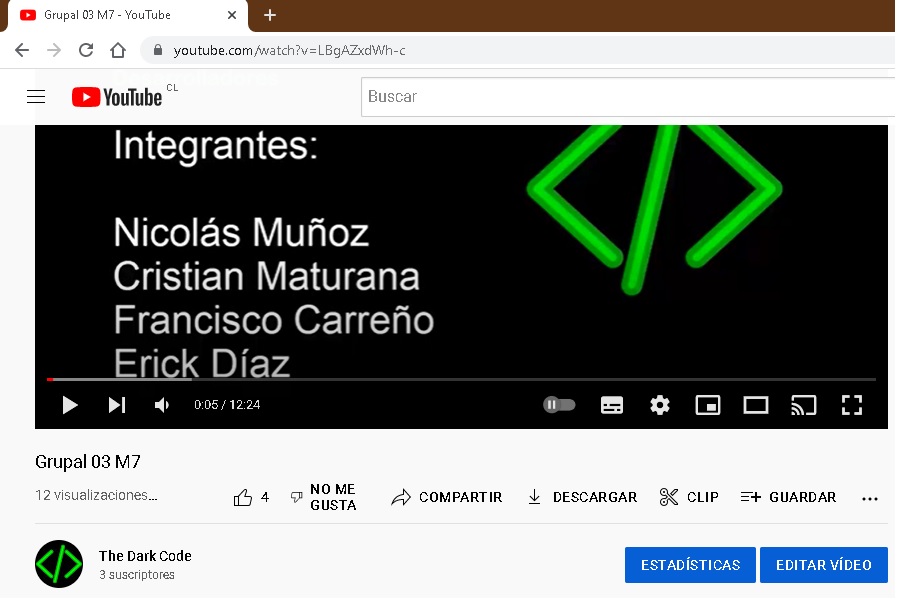 Grupal 03 M7 - YouTube
youtube.com/watch?v=LBgAZxdWh-c
YouTube CL
Buscar
Integrantes:
Nicolás Muñoz
Cristian Maturana
Francisco Carreño
Erick Díaz
0:05 / 12:24
Grupal 03 M7
12 visualizaciones...
4
NO ME
GUSTA
COMPARTIR
DESCARGAR
CLIP
GUARDAR
The Dark Code
3 suscriptores
ESTADÍSTICAS
EDITAR VÍDEO